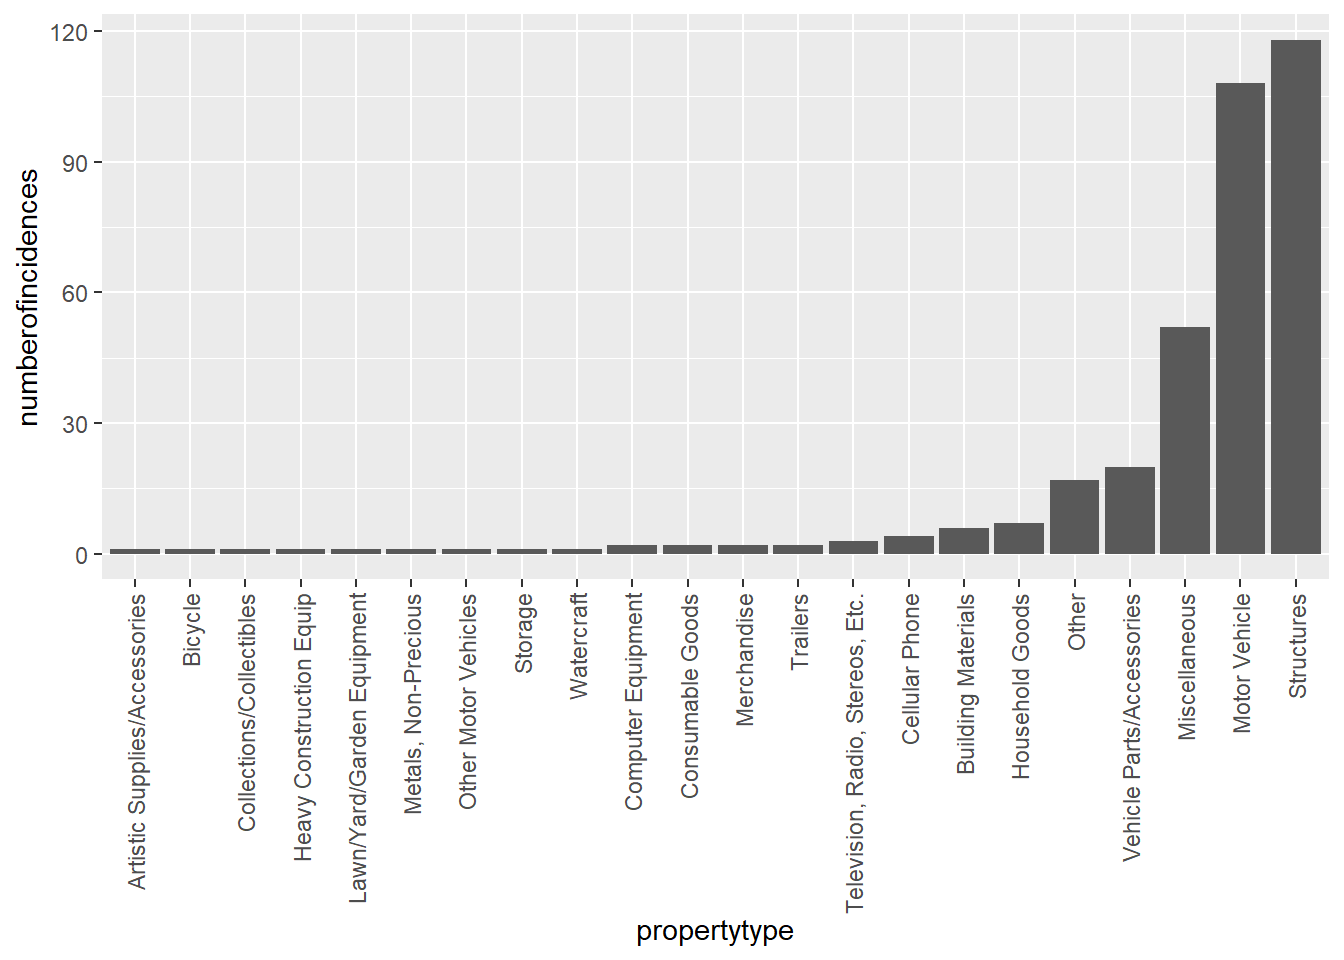 120
90
60
30
0
numberofincidences
Artistic Supplies/Accessories
Bicycle
Collections/Collectibles
Heavy Construction Equip
Lawn/Yard/Garden Equipment
Metals, Non-Precious
Other Motor Vehicles
Storage
Watercraft
Computer Equipment
Consumable Goods
Merchandise
Trailers
Television, Radio, Stereos, Etc.
Cellular Phone
Building Materials
Household Goods
Other
Vehicle Parts/Accessories
Miscellaneous
Motor Vehicle
Structures
propertytype